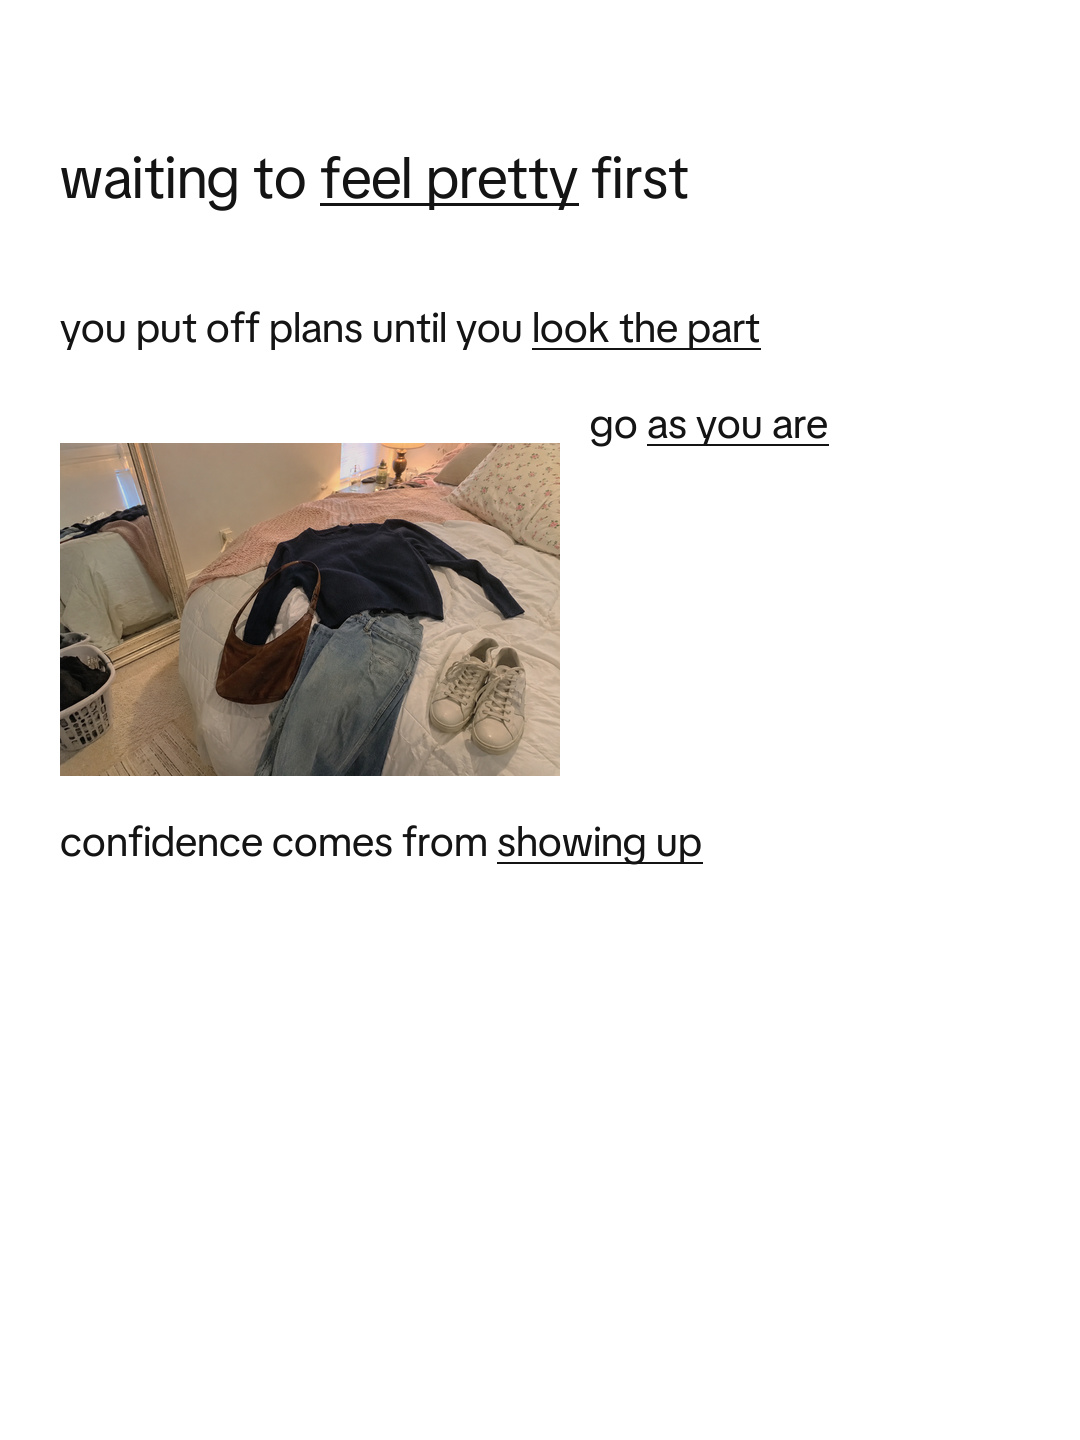 waiting to feel pretty first
you put off plans until you look the part
go as you are
confidence comes from showing up